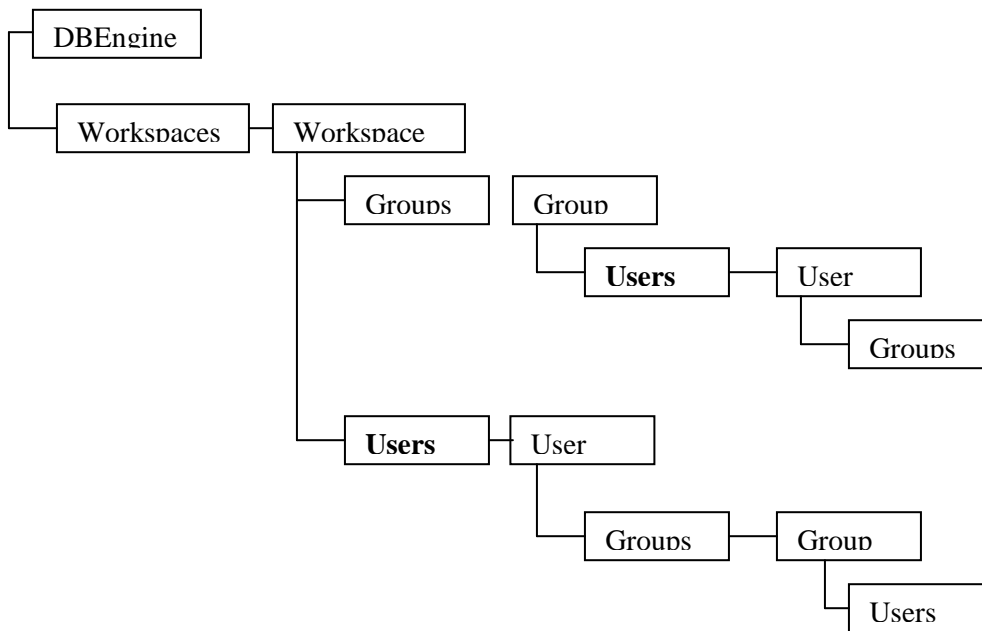 DBEngine
Workspaces
Workspace
Groups
Group
Users
User
Groups
Users
User
Groups
Group
Users